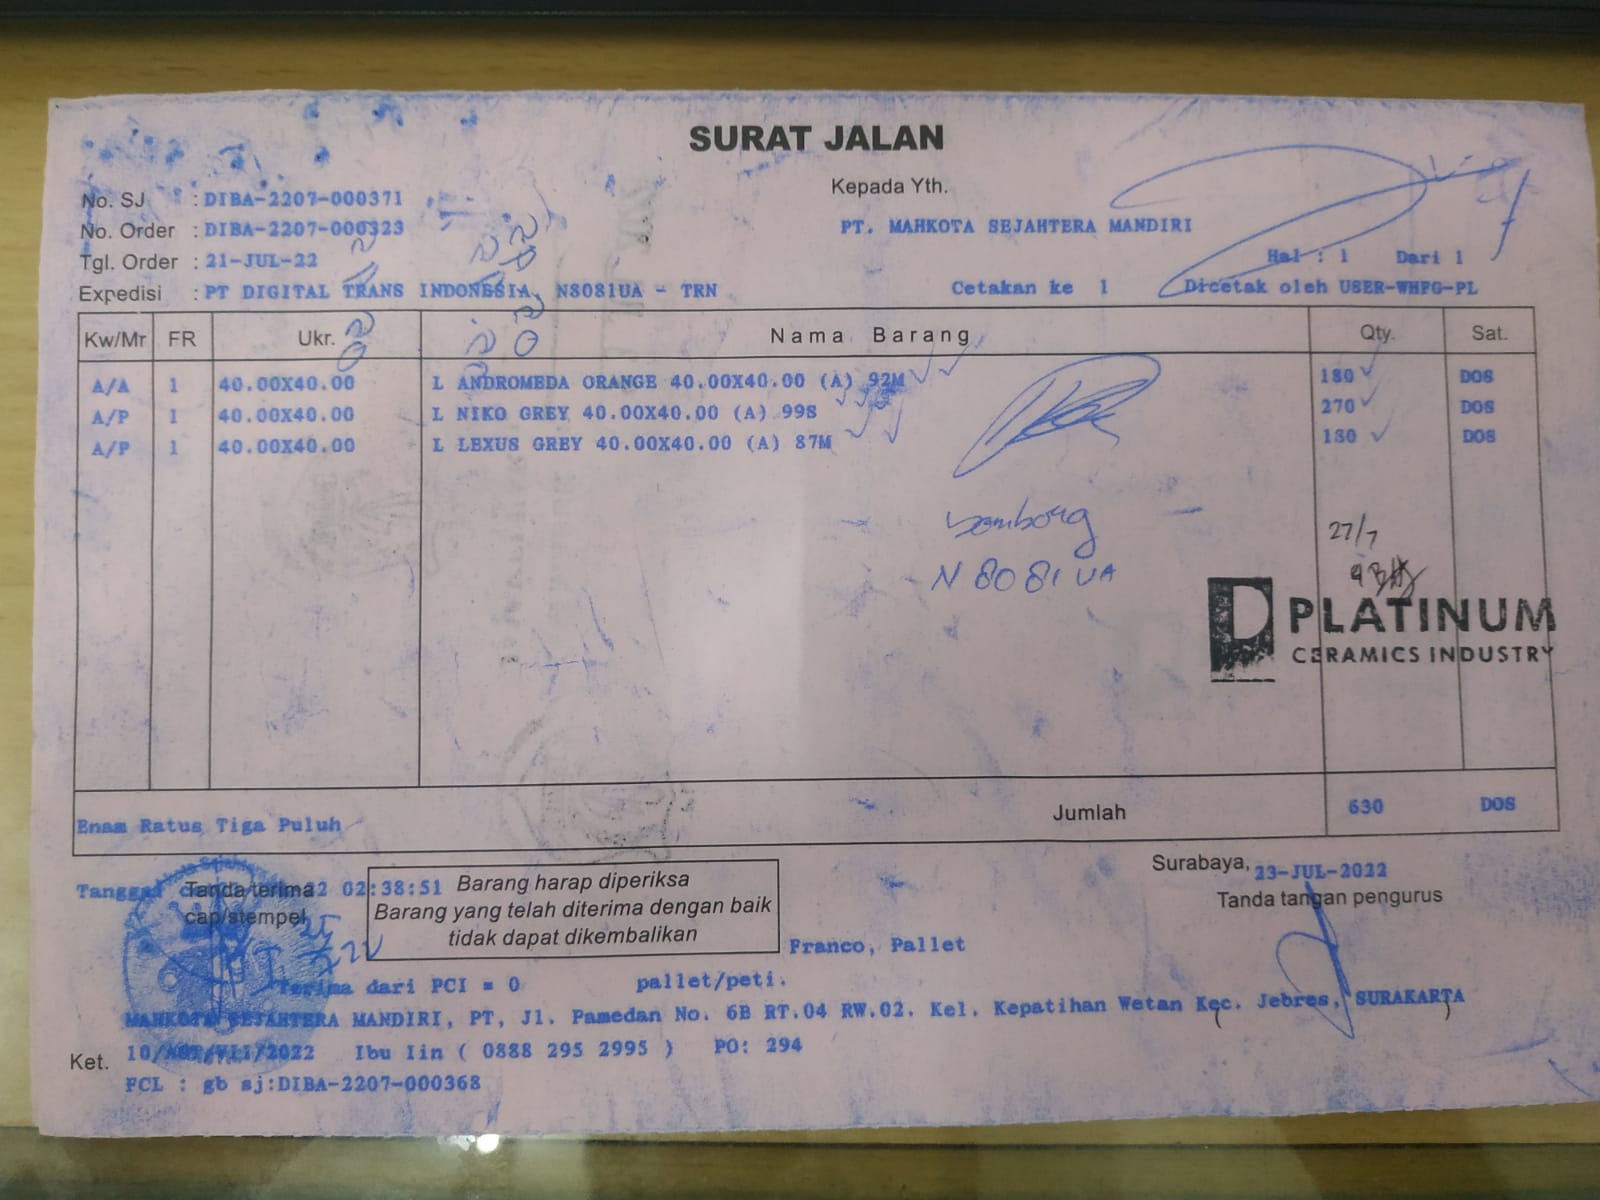 SURAT JALAN
No. SJ : DIBA-2207-000371
No. Order : DIBA-2207-000323
Tgl. Order : 21-JUL-22
Expedisi : PT DIGITAL TRANS INDONESIA, N8081UA - TRN
Kepada Yth.
PT. MAHKOTA SEJAHTERA MANDIRI
Hal : 1 Dari 1
Cetakan ke 1 Dicetak oleh USER-WHFG-PL
Kw/Mr FR Ukr. Nama Barang Qty. Sat.
A/A 1 40.00X40.00 L ANDROMEDA ORANGE 40.00X40.00 (A) 92M 180 DOS
A/P 1 40.00X40.00 L NIKO GREY 40.00X40.00 (A) 99S 270 DOS
A/P 1 40.00X40.00 L LEXUS GREY 40.00X40.00 (A) 87M 180 DOS
N 8081 UA
27/7
PLATINUM
CERAMICS INDUSTRY
Enam Ratus Tiga Puluh Jumlah 630 DOS
Surabaya, 23-JUL-2022
Tanda tangan pengurus
02:38:51
Tanda terima
cap/stempel
Barang harap diperiksa
Barang yang telah diterima dengan baik
tidak dapat dikembalikan
Franco, Pallet
Terima dari PCI = 0 pallet/peti.
MAHKOTA SEJAHTERA MANDIRI, PT, Jl. Pamedan No. 6B RT.04 RW.02. Kel. Kepatihan Wetan Kec. Jebres, SURAKARTA
Ket. Ibu Iin ( 0888 295 2995 ) PO: 294
FCL : gb sj:DIBA-2207-000368